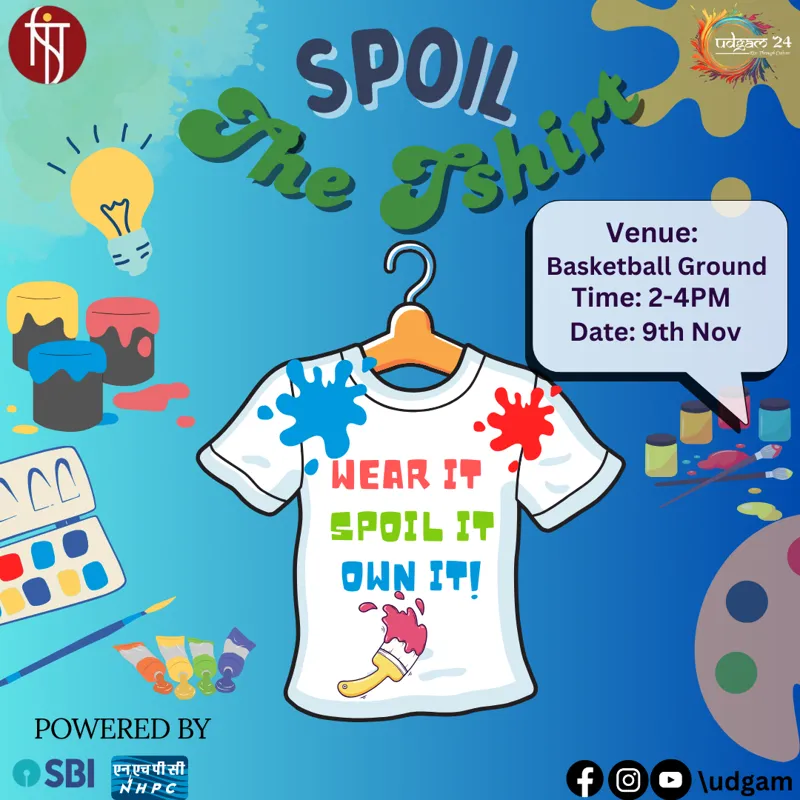 udgam 24
SPOIL
The Tshirt
Venue:
Basketball Ground
Time: 2-4PM
Date: 9th Nov
WEAR IT
SPOIL IT
OWN IT!
POWERED BY
SBI
एनएचपीसी
NHPC
\udgam